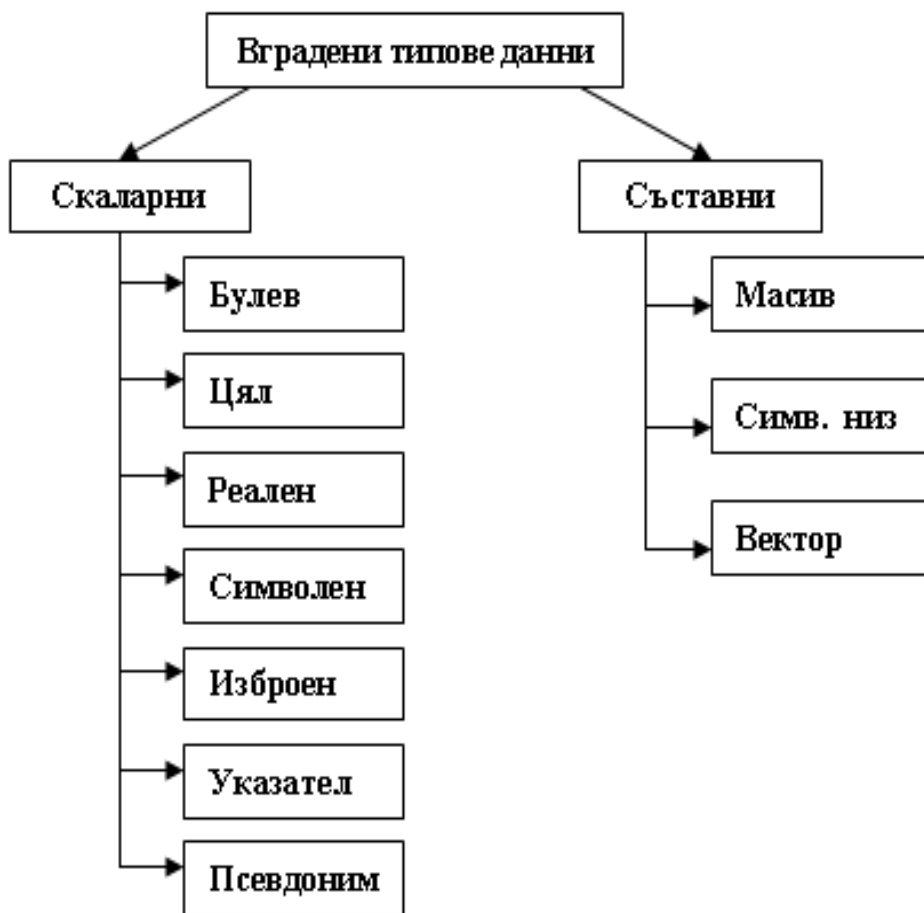 Вградени типове данни
Скаларни
Съставни
Булев
Цял
Реален
Символен
Изброен
Указател
Псевдоним
Масив
Симв. низ
Вектор